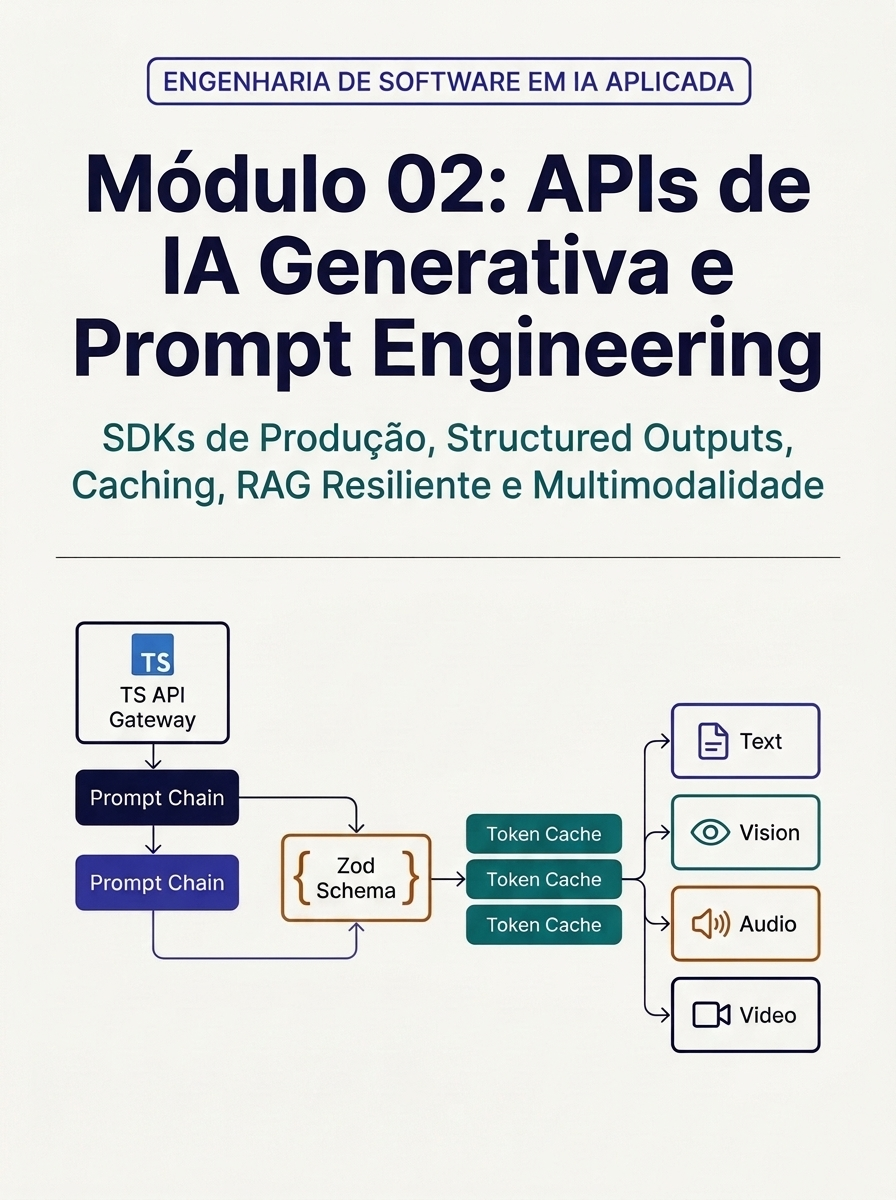 ENGENHARIA DE SOFTWARE EM IA APLICADA
Módulo 02: APIs de
IA Generativa e
Prompt Engineering
SDKs de Produção, Structured Outputs,
Caching, RAG Resiliente e Multimodalidade
TS
TS API
Gateway
Prompt Chain
Prompt Chain
{ Zod
Schema }
Token Cache
Token Cache
Token Cache
Text
Vision
Audio
Video